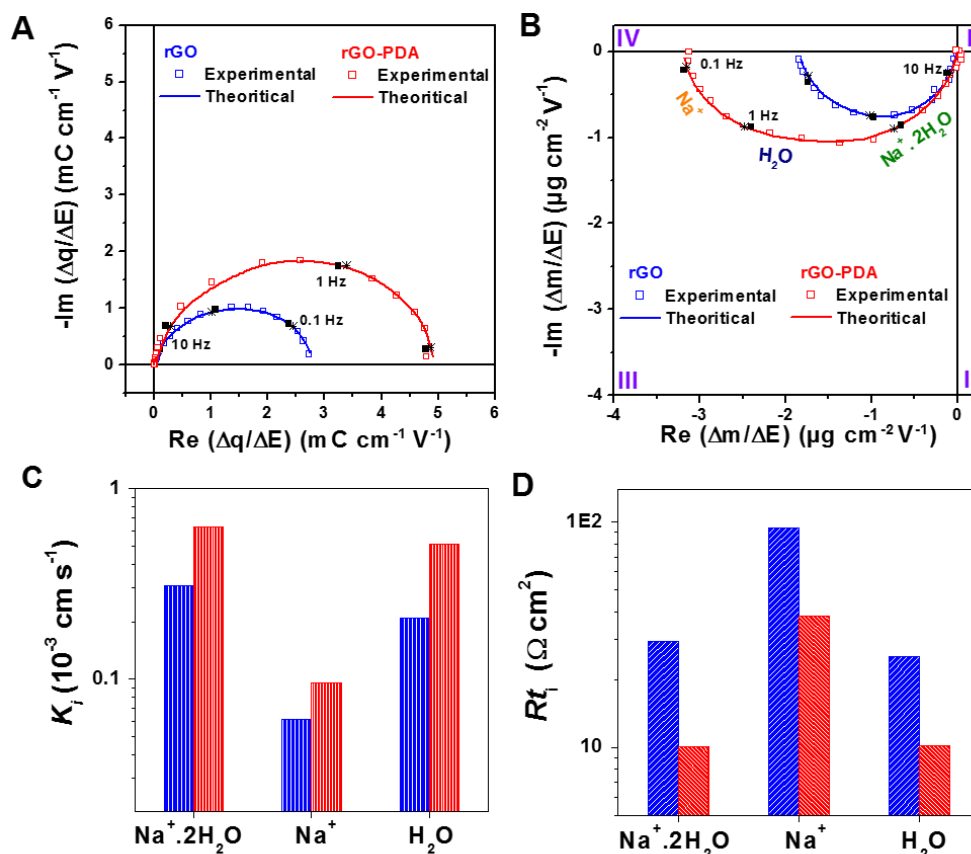 A
rGO rGO-PDA
Experimental Experimental
Theoritical Theoritical
1 Hz
0.1 Hz
10 Hz
6
5
4
3
2
1
0
0 1 2 3 4 5 6
-Im (Δq/ΔE) (mC cm⁻¹ V⁻¹)
Re (Δq/ΔE) (mC cm⁻¹ V⁻¹)
B
IV I
0.1 Hz
10 Hz
1 Hz
Na⁺
H₂O
Na⁺.2H₂O
rGO rGO-PDA
Experimental Experimental
Theoritical Theoritical
III I
0
-1
-2
-3
-4
-4 -3 -2 -1 0
-Im (Δm/ΔE) (µg cm⁻² V⁻¹)
Re (Δm/ΔE) (µg cm⁻² V⁻¹)
C
1
0.1
Kᵢ (10⁻³ cm s⁻¹)
Na⁺.2H₂O Na⁺ H₂O
D
1E2
10
Rtᵢ (Ω cm²)
Na⁺.2H₂O Na⁺ H₂O